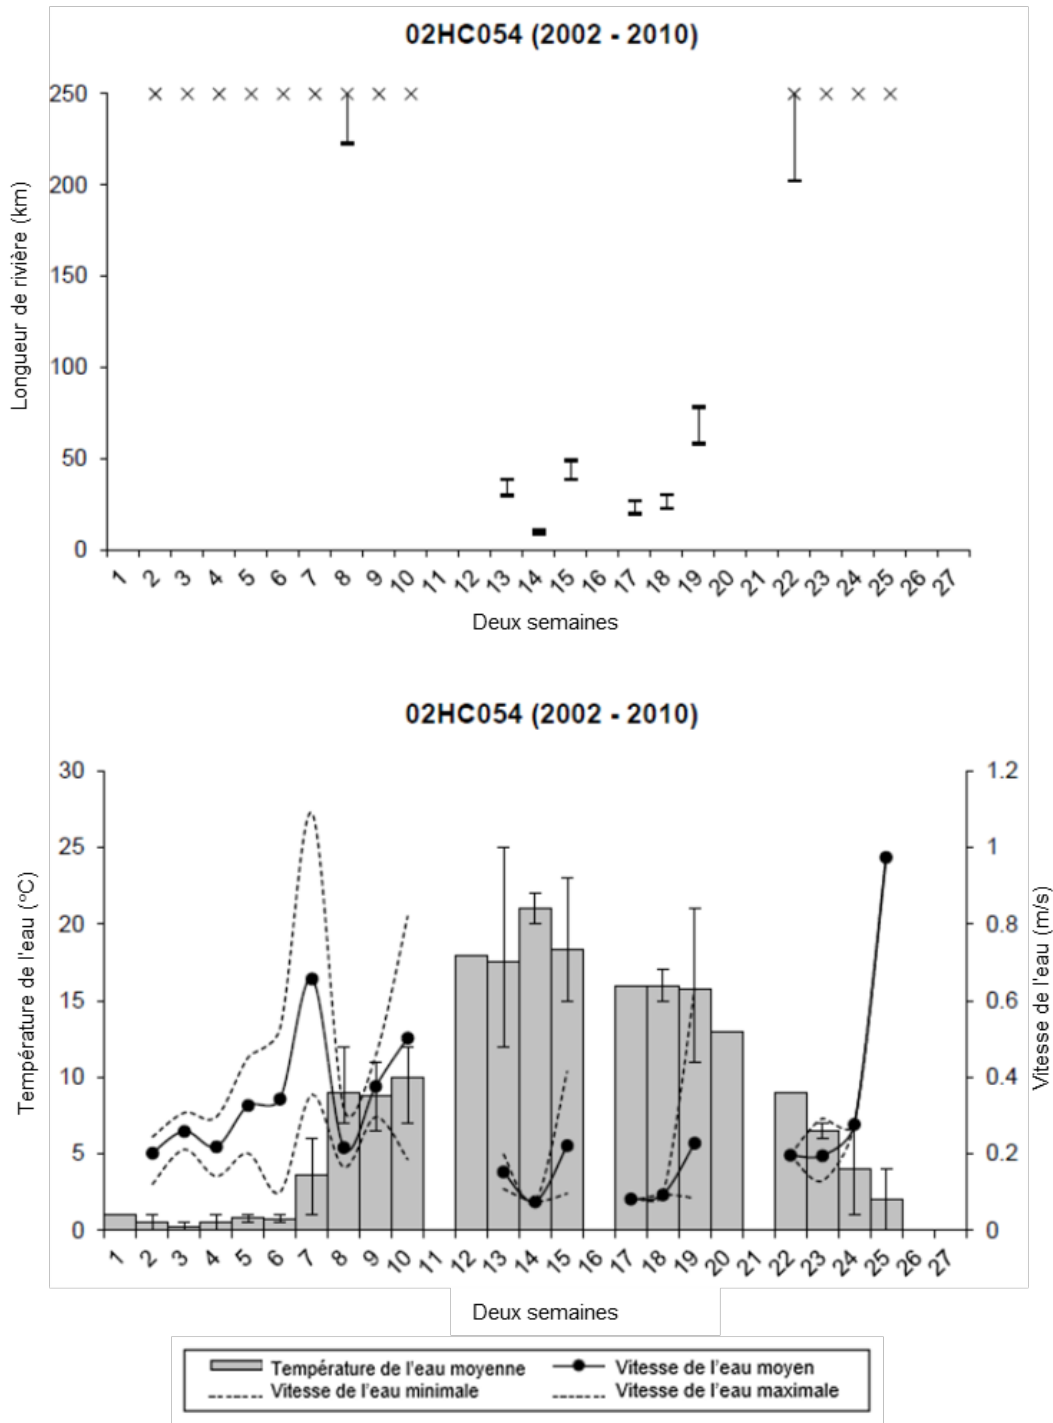 02HC054 (2002 - 2010)
Longueur de rivière (km)
250
200
150
100
50
0
1 2 3 4 5 6 7 8 9 10 11 12 13 14 15 16 17 18 19 20 21 22 23 24 25 26 27
Deux semaines
02HC054 (2002 - 2010)
Température de l'eau (°C)
30
25
20
15
10
5
0
1.2
1
0.8
0.6
0.4
0.2
0
Vitesse de l'eau (m/s)
1 2 3 4 5 6 7 8 9 10 11 12 13 14 15 16 17 18 19 20 21 22 23 24 25 26 27
Deux semaines
Température de l'eau moyenne Vitesse de l'eau moyen
Vitesse de l'eau minimale Vitesse de l'eau maximale